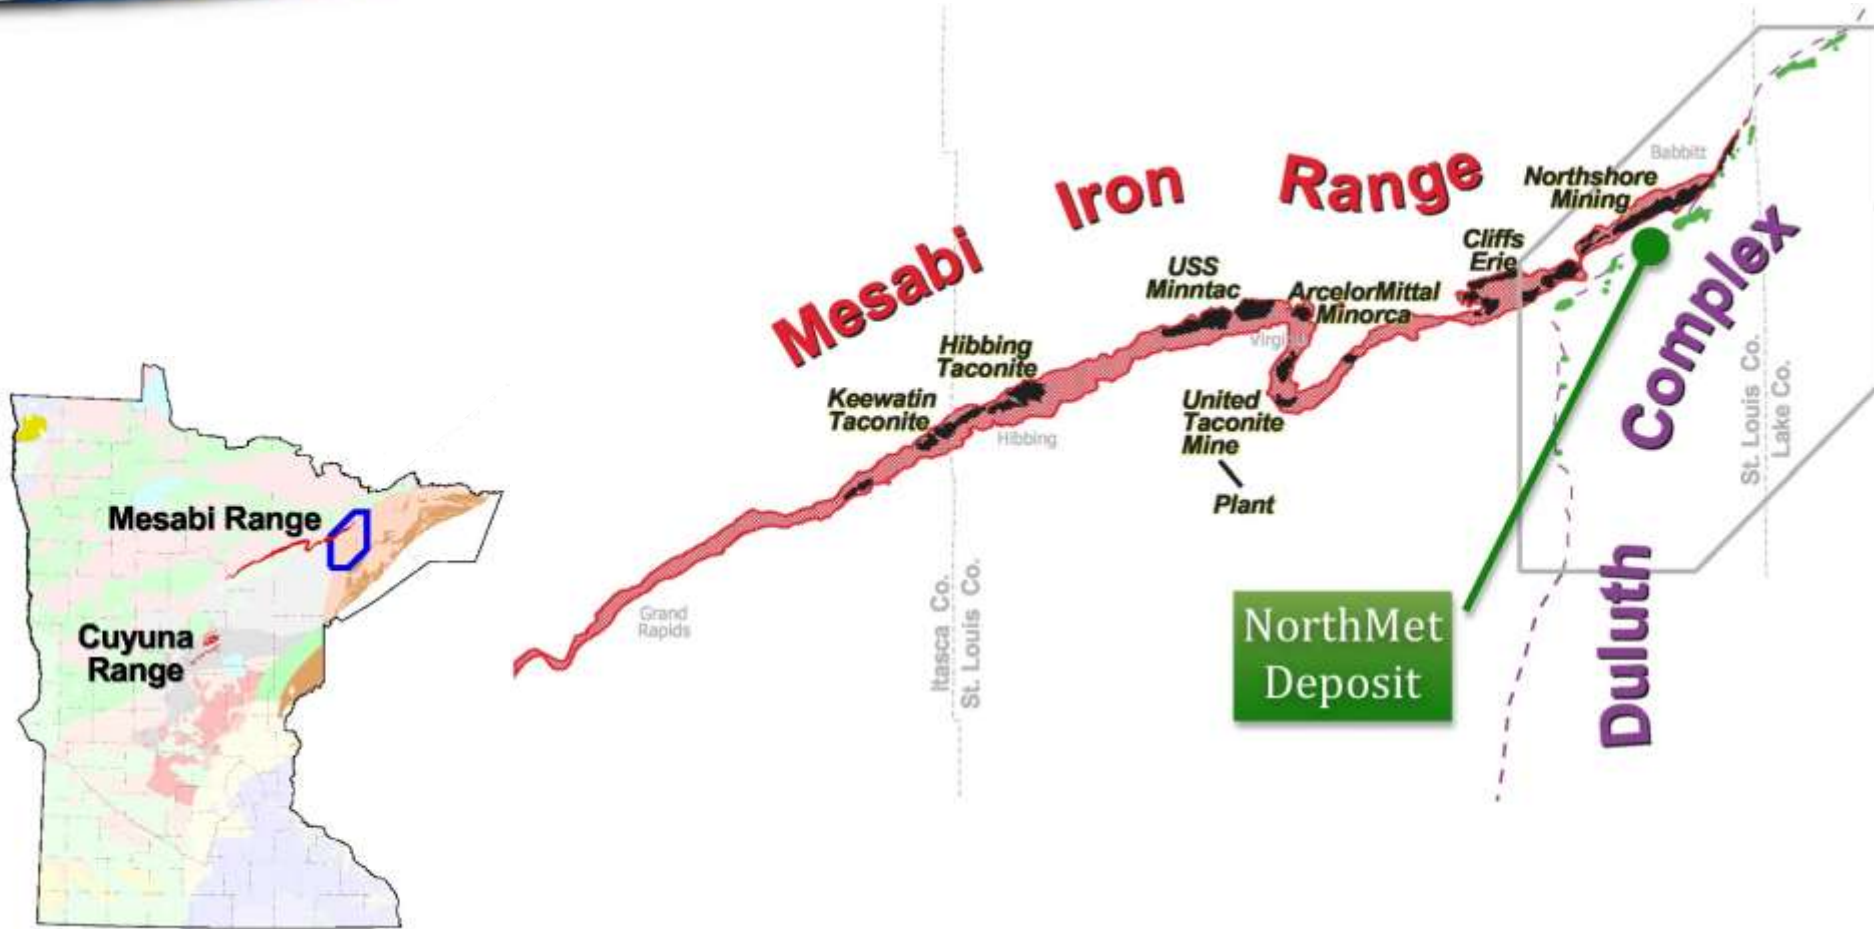 Mesabi Iron Range
Babbitt
Northshore
Mining
Cliffs
Erie
USS
Minntac
ArcelorMittal
Minorca
Virginia
Hibbing
Taconite
Keewatin
Taconite
Hibbing
United
Taconite
Mine
Plant
Grand
Rapids
Itasca Co.
St. Louis Co.
St. Louis Co.
Lake Co.
Duluth Complex
NorthMet
Deposit
Mesabi Range
Cuyuna
Range